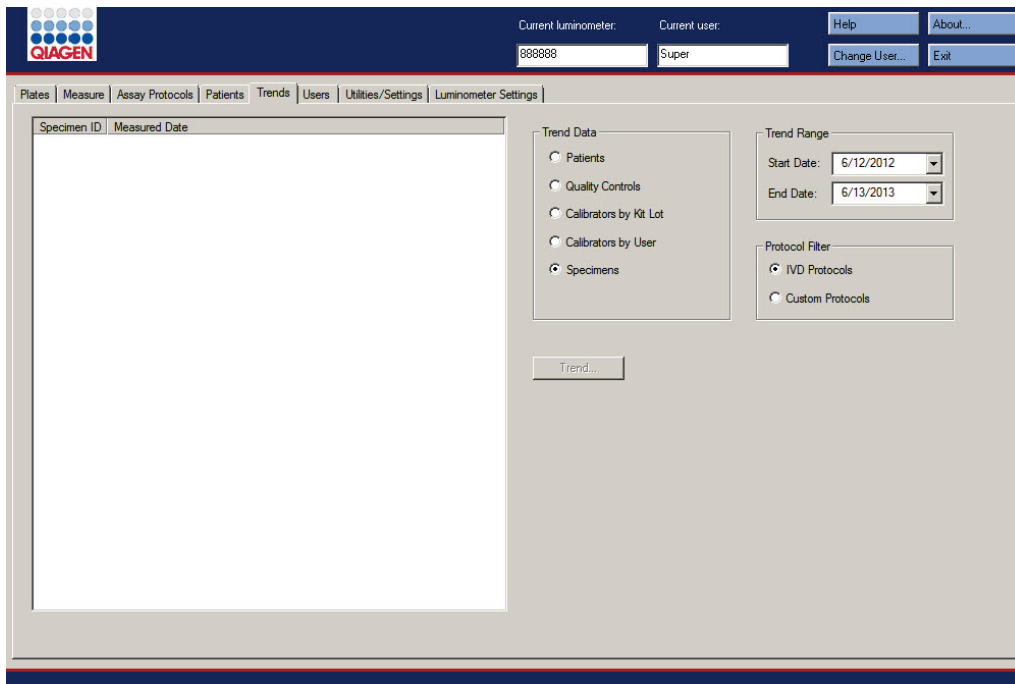 QIAGEN
Current luminometer: Current user:
888888 Super
Help About...
Change User... Exit
Plates Measure Assay Protocols Patients Trends Users Utilities/Settings Luminometer Settings
Specimen ID Measured Date
Trend Data
Patients
Quality Controls
Calibrators by Kit Lot
Calibrators by User
Specimens
Trend Range
Start Date: 6/12/2012
End Date: 6/13/2013
Protocol Filter
IVD Protocols
Custom Protocols
Trend...